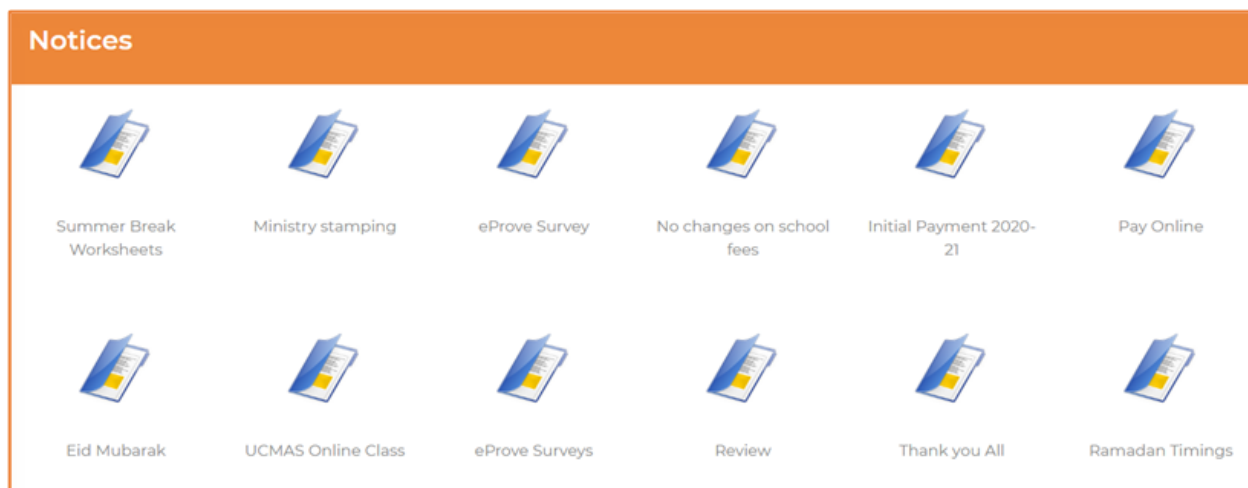 Notices
Summer Break
Worksheets
Ministry stamping
eProve Survey
No changes on school
fees
Initial Payment 2020-
21
Pay Online
Eid Mubarak
UCMAS Online Class
eProve Surveys
Review
Thank you All
Ramadan Timings